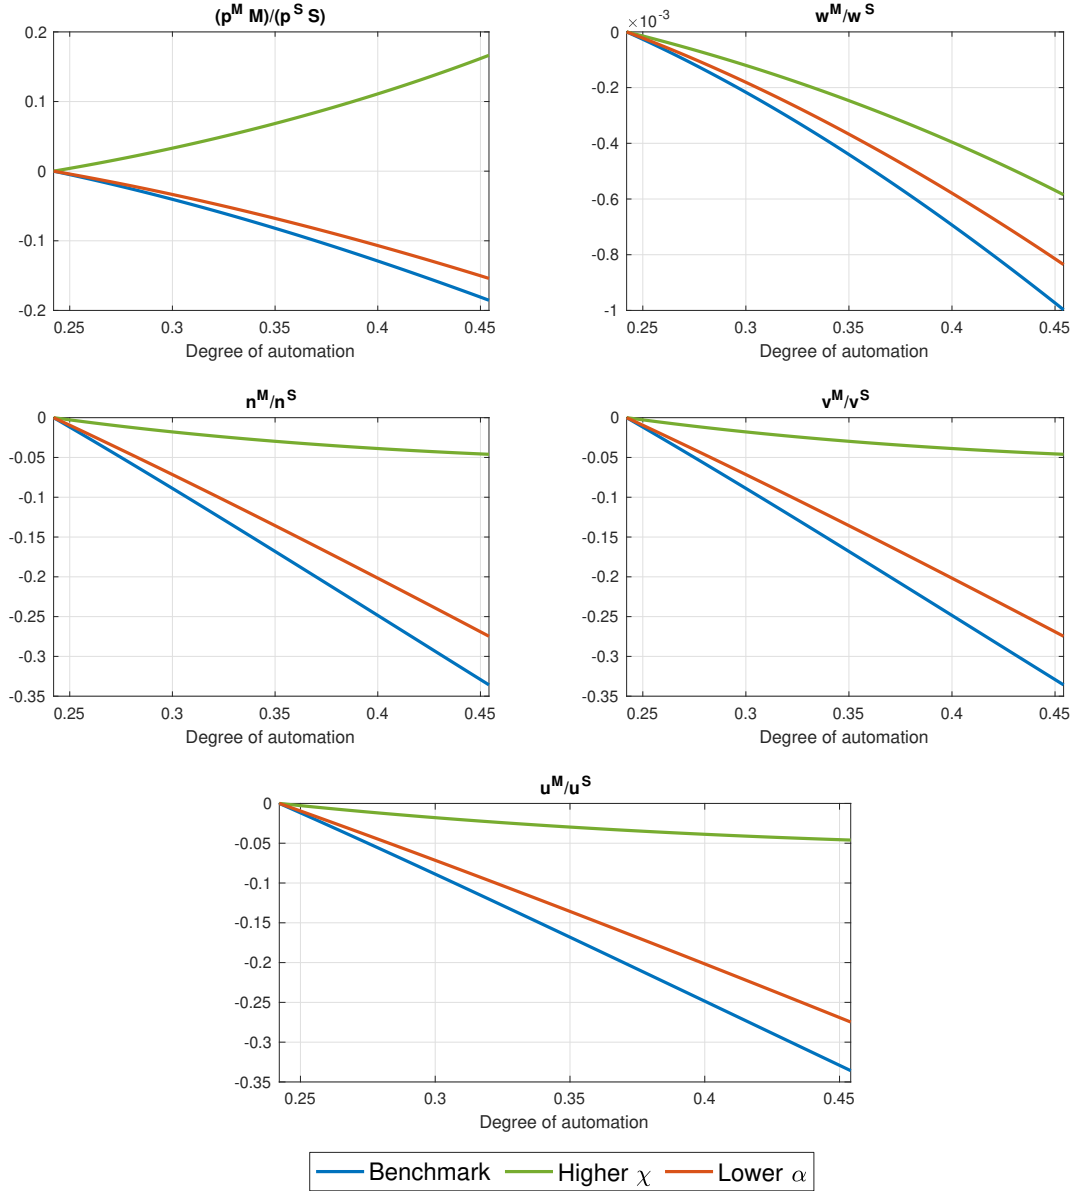 (p^M M)/(p^S S)
0.2
0.1
0
-0.1
-0.2
0.25 0.3 0.35 0.4 0.45
Degree of automation
w^M/w^S
×10^-3
0
-0.2
-0.4
-0.6
-0.8
-1
0.25 0.3 0.35 0.4 0.45
Degree of automation
n^M/n^S
0
-0.05
-0.1
-0.15
-0.2
-0.25
-0.3
-0.35
0.25 0.3 0.35 0.4 0.45
Degree of automation
v^M/v^S
0
-0.05
-0.1
-0.15
-0.2
-0.25
-0.3
-0.35
0.25 0.3 0.35 0.4 0.45
Degree of automation
u^M/u^S
0
-0.05
-0.1
-0.15
-0.2
-0.25
-0.3
-0.35
0.25 0.3 0.35 0.4 0.45
Degree of automation
Benchmark Higher χ Lower α